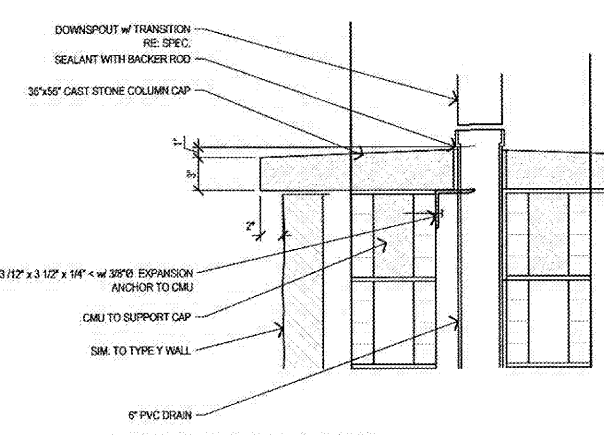 DOWNSPOUT w/ TRANSITION
RE: SPEC.
SEALANT WITH BACKER ROD
36"x56" CAST STONE COLUMN CAP
1"
3"
2"
3 /12" x 3 1/2" x 1/4" < w/ 3/8"Ø EXPANSION
ANCHOR TO CMU
CMU TO SUPPORT CAP
SIM. TO TYPE Y WALL
6" PVC DRAIN